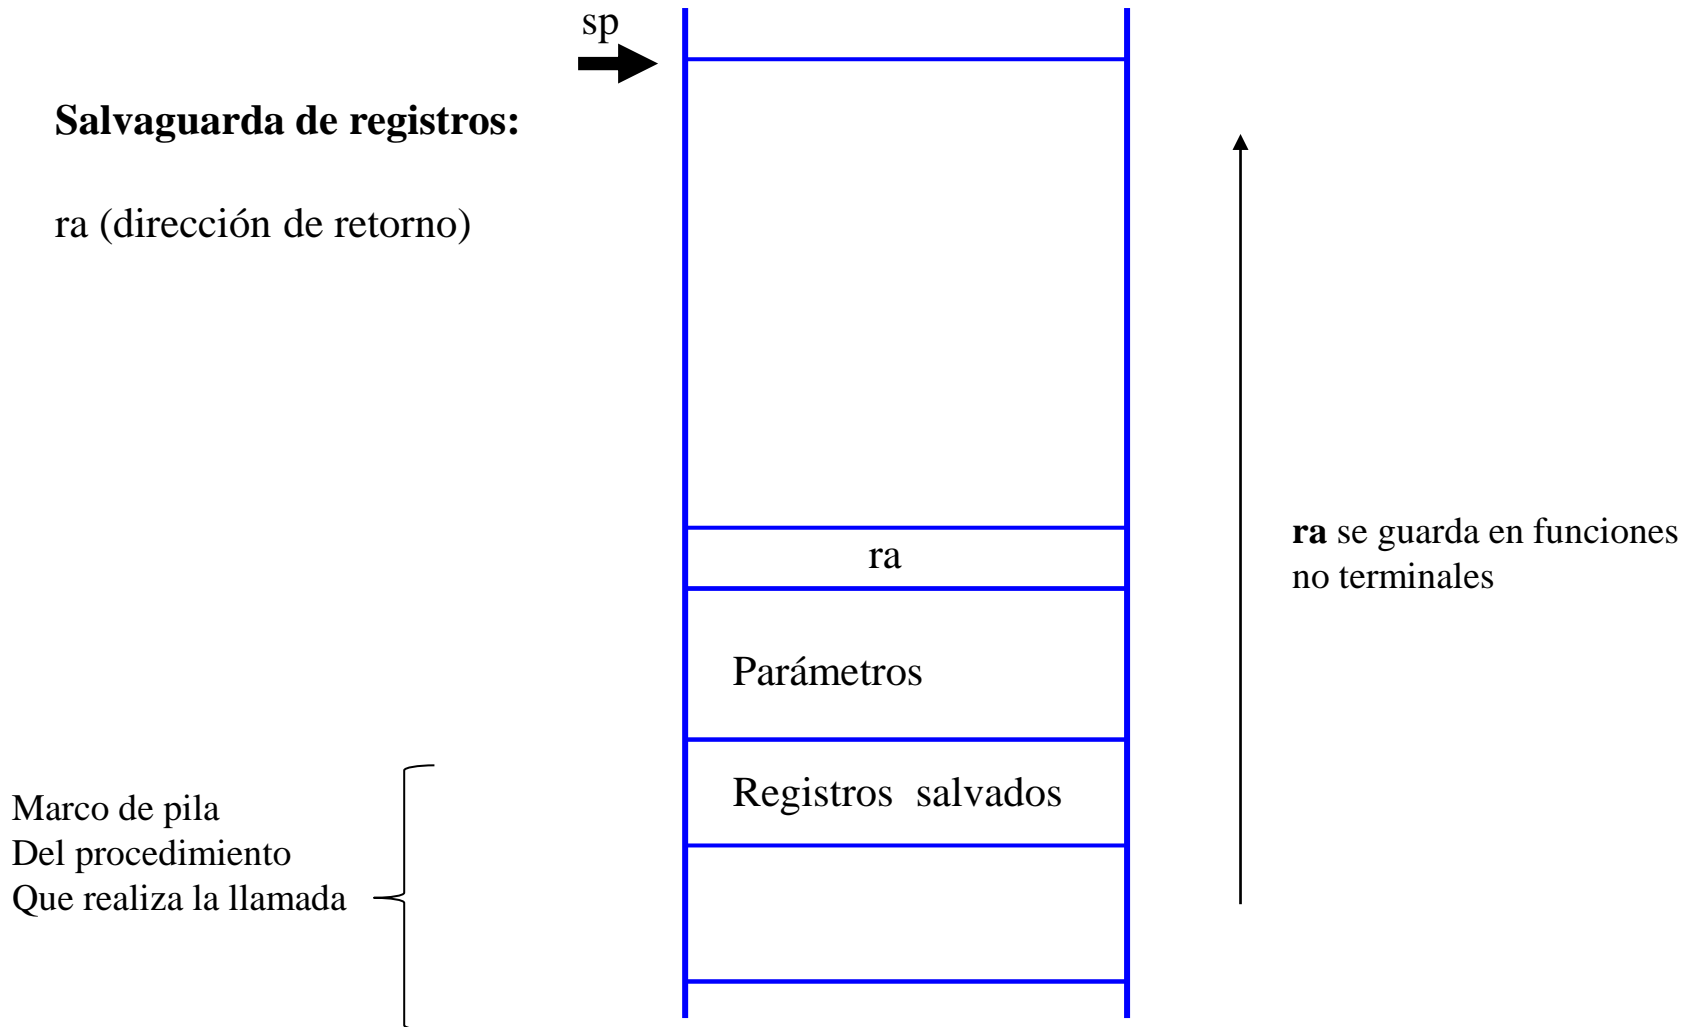 sp
Salvaguarda de registros:
ra (dirección de retorno)
ra se guarda en funciones
no terminales
ra
Parámetros
Registros salvados
Marco de pila
Del procedimiento
Que realiza la llamada